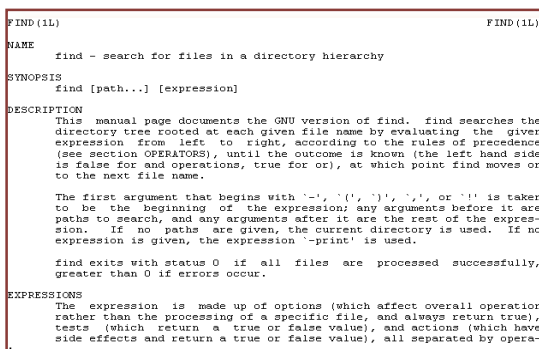 FIND(1L) FIND(1L)
NAME
find - search for files in a directory hierarchy
SYNOPSIS
find [path...] [expression]
DESCRIPTION
This manual page documents the GNU version of find. find searches the
directory tree rooted at each given file name by evaluating the given
expression from left to right, according to the rules of precedence
(see section OPERATORS), until the outcome is known (the left hand side
is false for and operations, true for or), at which point find moves on
to the next file name.
The first argument that begins with `-', `(', `)', `,', or `!' is taken
to be the beginning of the expression; any arguments before it are
paths to search, and any arguments after it are the rest of the expres-
sion. If no paths are given, the current directory is used. If no
expression is given, the expression `-print' is used.
find exits with status 0 if all files are processed successfully,
greater than 0 if errors occur.
EXPRESSIONS
The expression is made up of options (which affect overall operation
rather than the processing of a specific file, and always return true),
tests (which return a true or false value), and actions (which have
side effects and return a true or false value), all separated by opera-